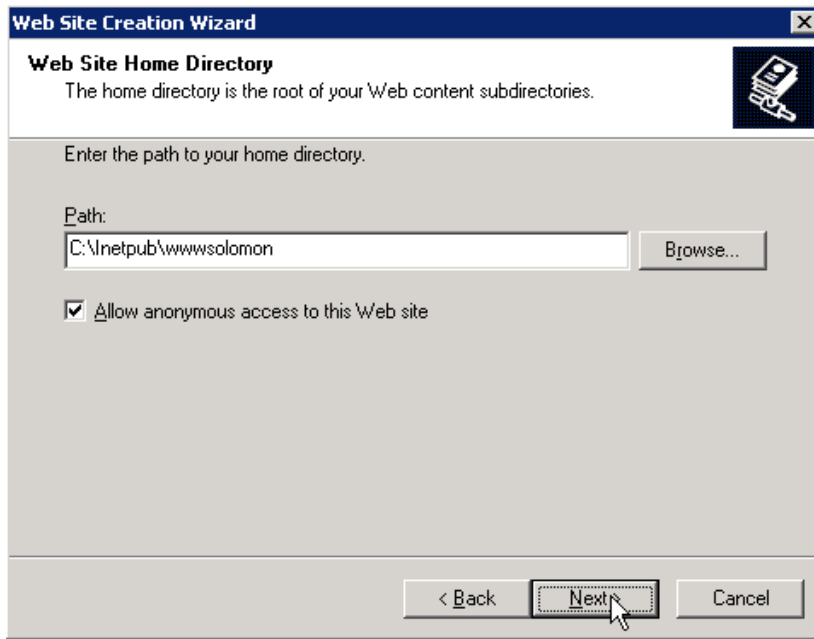 Web Site Creation Wizard
Web Site Home Directory
The home directory is the root of your Web content subdirectories.
Enter the path to your home directory.
Path:
C:\Inetpub\wwwsolomon
Browse...
Allow anonymous access to this Web site
< Back
Next >
Cancel